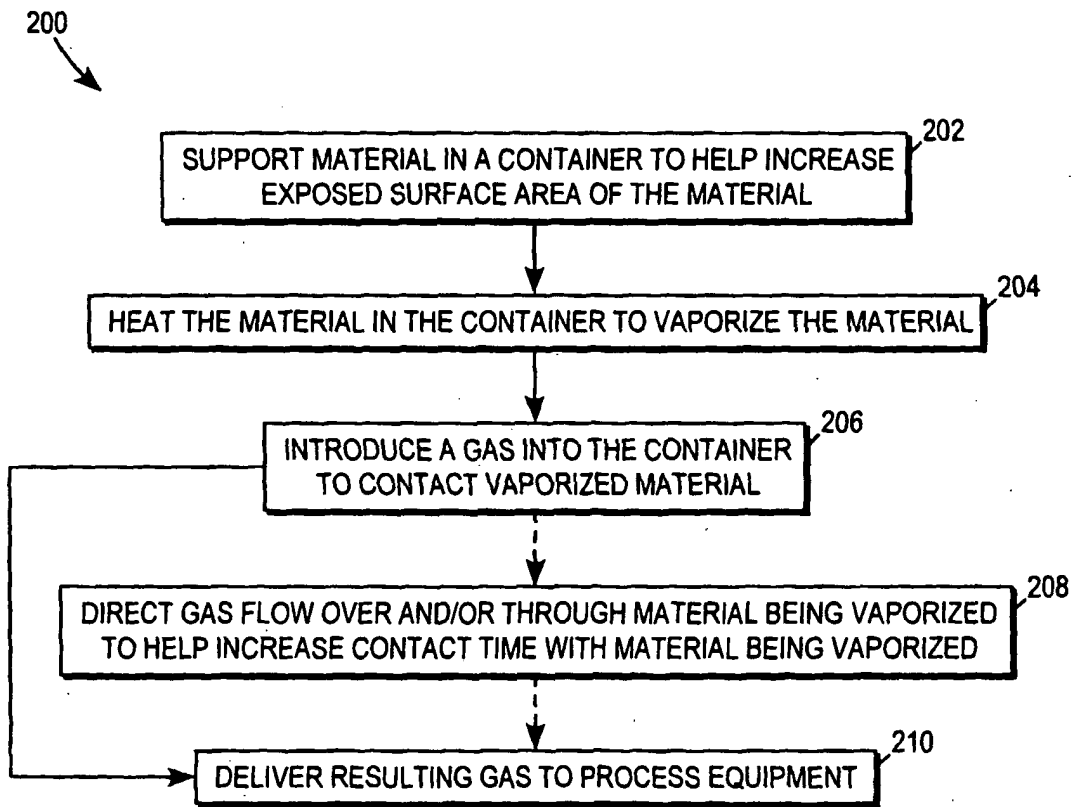 200
202
SUPPORT MATERIAL IN A CONTAINER TO HELP INCREASE
EXPOSED SURFACE AREA OF THE MATERIAL
204
HEAT THE MATERIAL IN THE CONTAINER TO VAPORIZE THE MATERIAL
206
INTRODUCE A GAS INTO THE CONTAINER
TO CONTACT VAPORIZED MATERIAL
208
DIRECT GAS FLOW OVER AND/OR THROUGH MATERIAL BEING VAPORIZED
TO HELP INCREASE CONTACT TIME WITH MATERIAL BEING VAPORIZED
210
DELIVER RESULTING GAS TO PROCESS EQUIPMENT